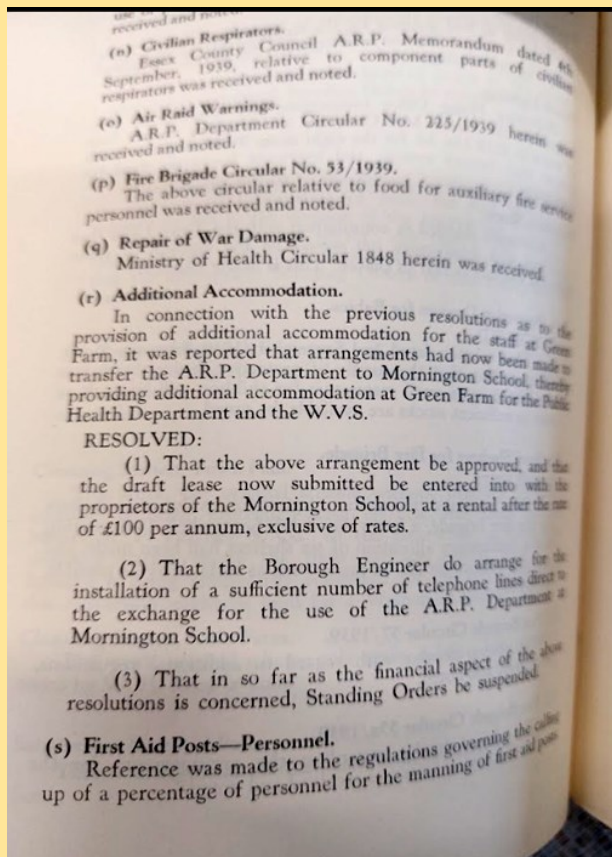 received and noted.
(n) Civilian Respirators.
Essex County Council A.R.P. Memorandum dated 6th
September, 1939, relative to component parts of civilian
respirators was received and noted.
(o) Air Raid Warnings.
A.R.P. Department Circular No. 225/1939 herein was
received and noted.
(p) Fire Brigade Circular No. 53/1939.
The above circular relative to food for auxiliary fire service
personnel was received and noted.
(q) Repair of War Damage.
Ministry of Health Circular 1848 herein was received.
(r) Additional Accommodation.
In connection with the previous resolutions as to the
provision of additional accommodation for the staff at Green
Farm, it was reported that arrangements had now been made to
transfer the A.R.P. Department to Mornington School, thereby
providing additional accommodation at Green Farm for the Public
Health Department and the W.V.S.
RESOLVED:
(1) That the above arrangement be approved, and that
the draft lease now submitted be entered into with the
proprietors of the Mornington School, at a rental after the rate
of £100 per annum, exclusive of rates.
(2) That the Borough Engineer do arrange for the
installation of a sufficient number of telephone lines direct to
the exchange for the use of the A.R.P. Department at
Mornington School.
(3) That in so far as the financial aspect of the above
resolutions is concerned, Standing Orders be suspended.
(s) First Aid Posts—Personnel.
Reference was made to the regulations governing the calling
up of a percentage of personnel for the manning of first aid posts